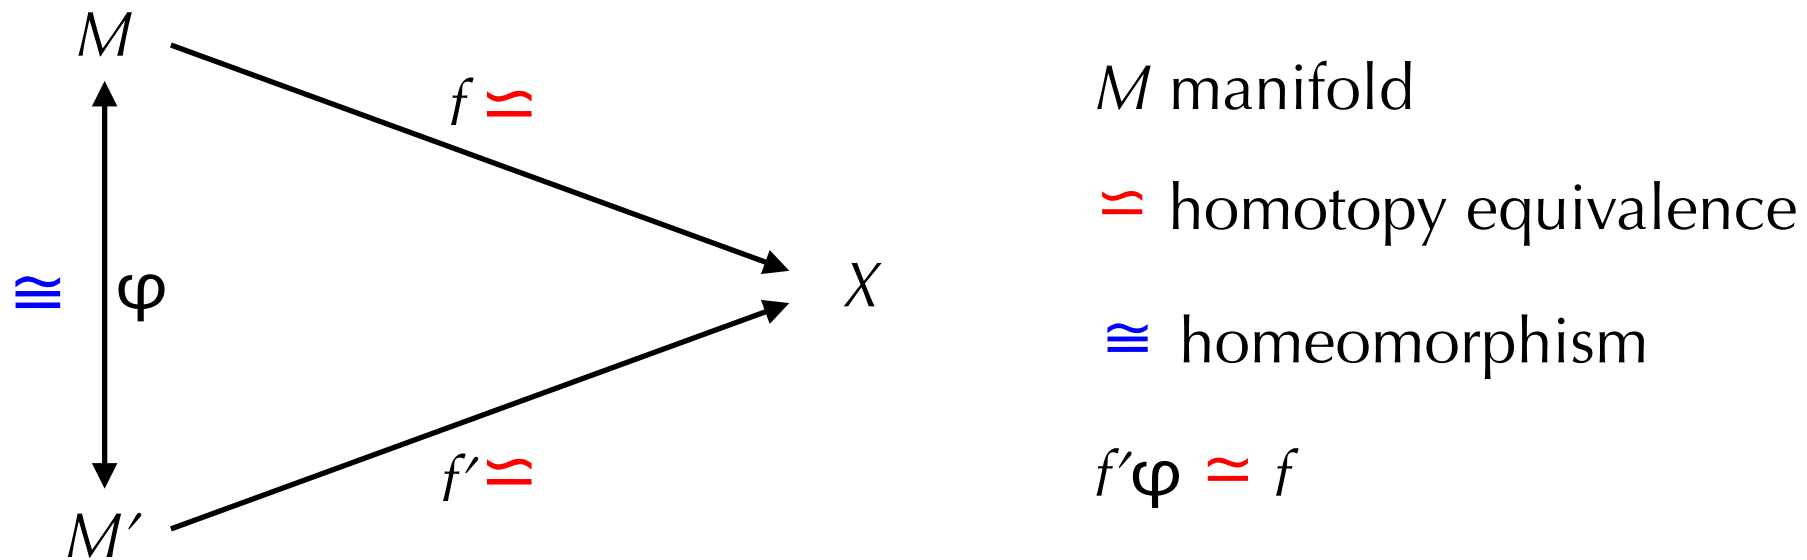 M
f ≃
≅ φ
X
f′ ≃
M′
M manifold
≃ homotopy equivalence
≅ homeomorphism
f′φ ≃ f